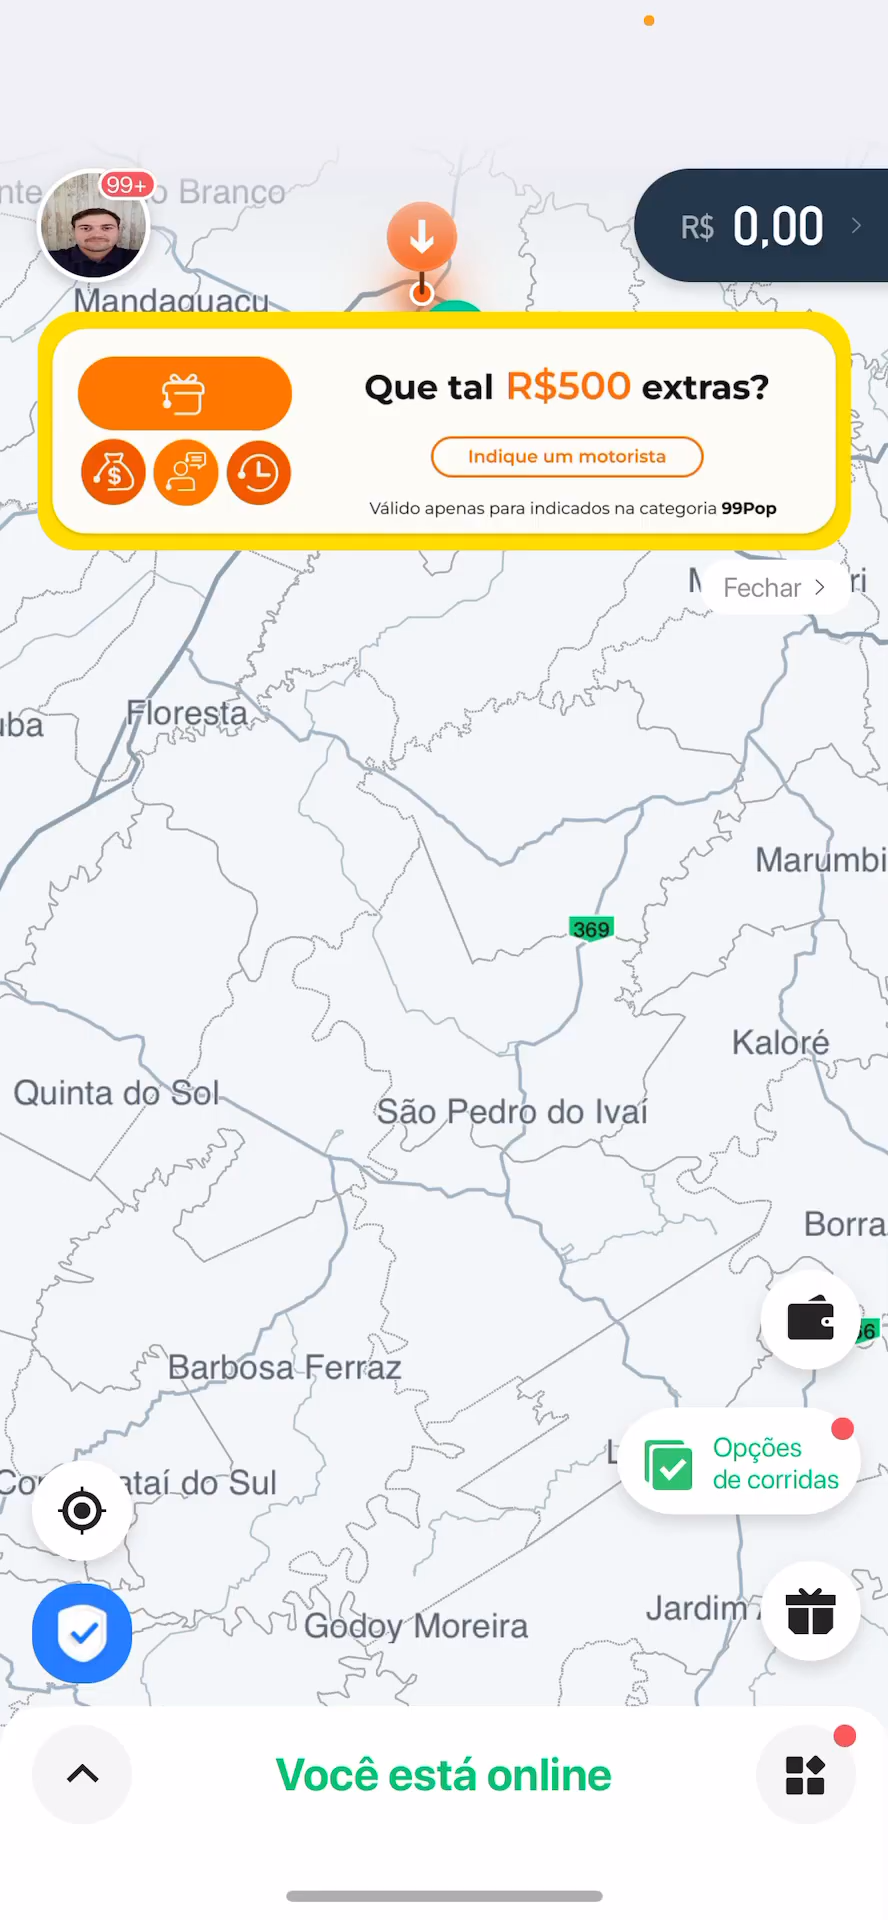 Branco
99+
R$ 0,00
Mandaguaçu
Que tal R$500 extras?
Indique um motorista
Válido apenas para indicados na categoria 99Pop
Fechar
Floresta
Marumbi
369
Kaloré
Quinta do Sol
São Pedro do Ivaí
Borra
Barbosa Ferraz
Opções
de corridas
ataí do Sul
Godoy Moreira
Jardim
Você está online